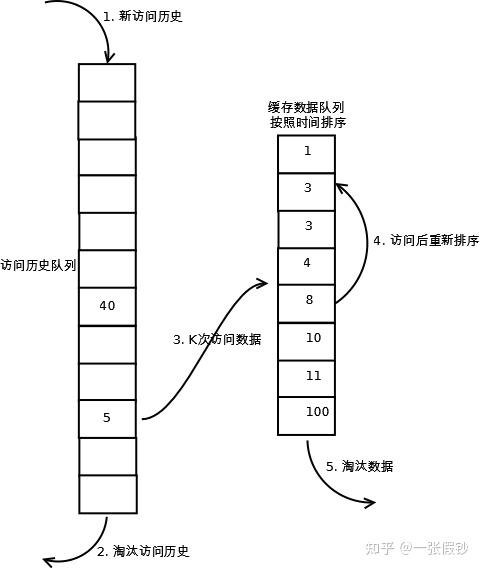 1. 新访问历史
缓存数据队列
按照时间排序
1
3
3
4
8
10
11
100
4. 访问后重新排序
访问历史队列
40
3. K次访问数据
5
5. 淘汰数据
2. 淘汰访问历史
知乎 @一张假钞